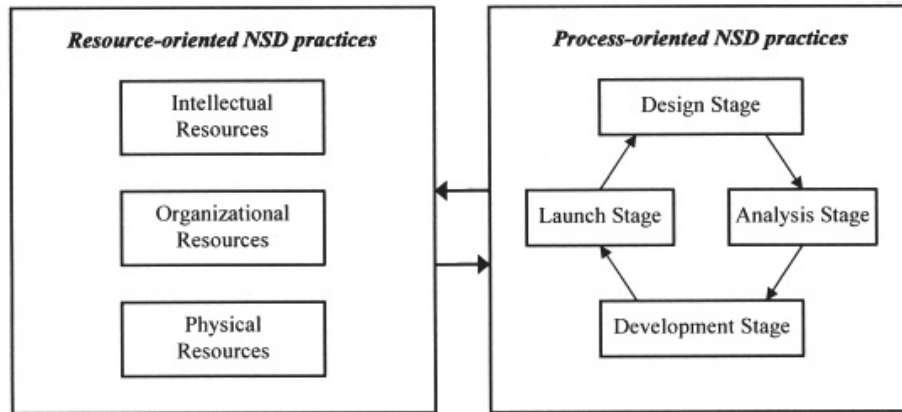 Resource-oriented NSD practices
Intellectual
Resources
Organizational
Resources
Physical
Resources
Process-oriented NSD practices
Design Stage
Launch Stage
Analysis Stage
Development Stage